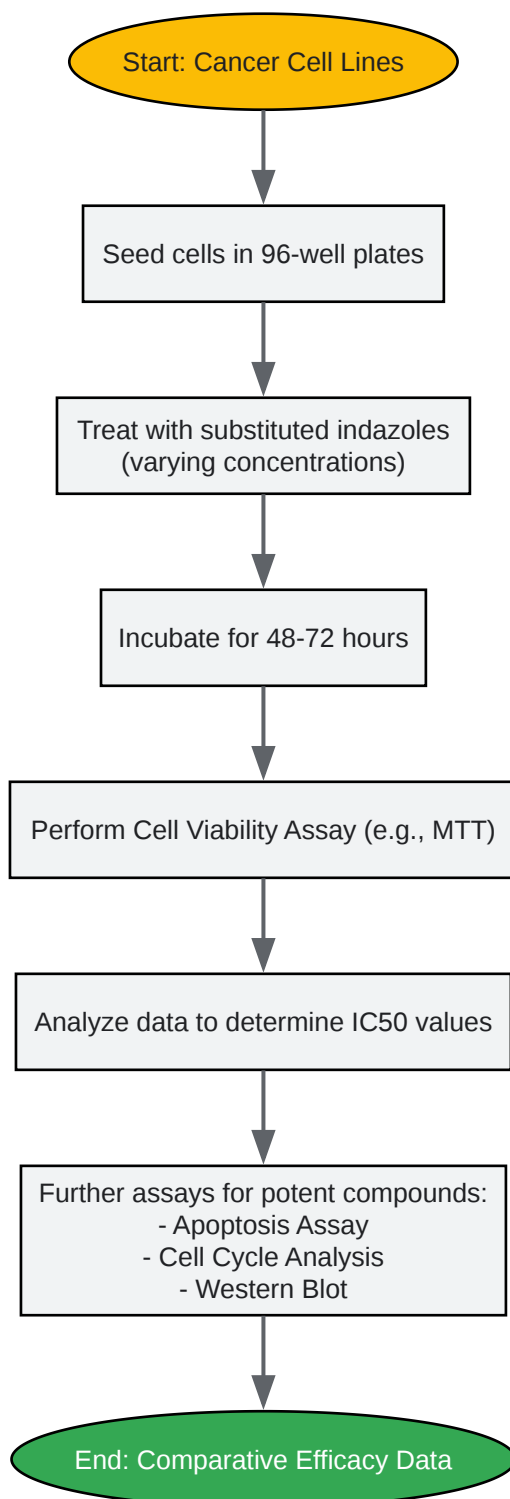 Start: Cancer Cell Lines
Seed cells in 96-well plates
Treat with substituted indazoles
(varying concentrations)
Incubate for 48-72 hours
Perform Cell Viability Assay (e.g., MTT)
Analyze data to determine IC50 values
Further assays for potent compounds:
- Apoptosis Assay
- Cell Cycle Analysis
- Western Blot
End: Comparative Efficacy Data